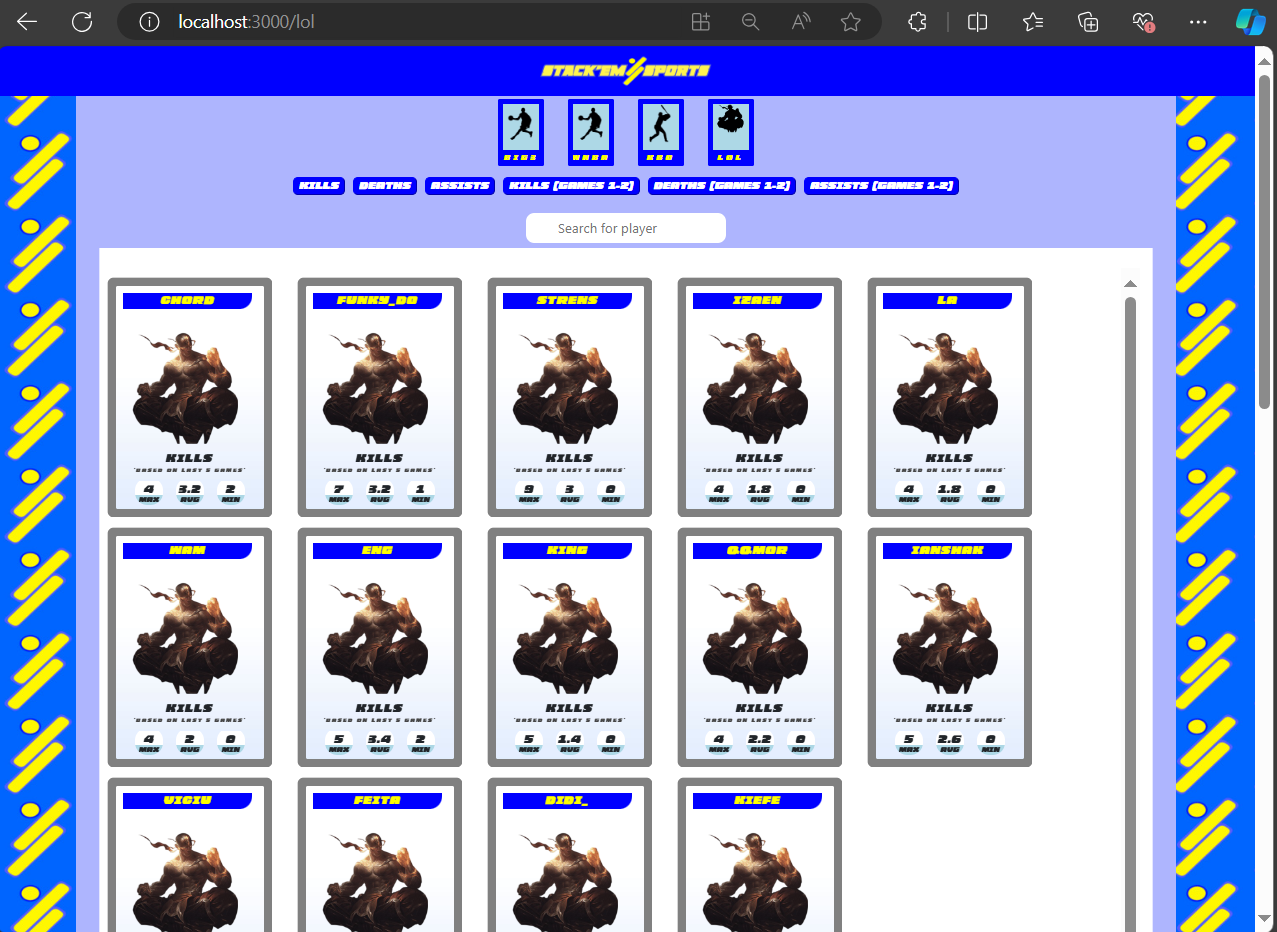 localhost:3000/lol
STACK'EM SPORTS
LOL
KILLS DEATHS ASSISTS KILLS (GAMES 1-2) DEATHS (GAMES 1-2) ASSISTS (GAMES 1-2)
Search for player
CHORD FUNKY_DO STRENS IZAEN LA
KILLS KILLS KILLS KILLS KILLS
*BASED ON LAST 5 GAMES* *BASED ON LAST 5 GAMES* *BASED ON LAST 5 GAMES* *BASED ON LAST 5 GAMES* *BASED ON LAST 5 GAMES*
4 3.2 2 7 3.2 1 9 3 0 4 1.8 0 4 1.8 0
MAX AVG MIN MAX AVG MIN MAX AVG MIN MAX AVG MIN MAX AVG MIN
WAM ENG KING QQMOR IANSHAK
KILLS KILLS KILLS KILLS KILLS
*BASED ON LAST 5 GAMES* *BASED ON LAST 5 GAMES* *BASED ON LAST 5 GAMES* *BASED ON LAST 5 GAMES* *BASED ON LAST 5 GAMES*
4 2 0 5 3.4 2 5 1.4 0 4 2.2 0 5 2.6 0
MAX AVG MIN MAX AVG MIN MAX AVG MIN MAX AVG MIN MAX AVG MIN
VIGIU FEITA DIDI_ KIEFE